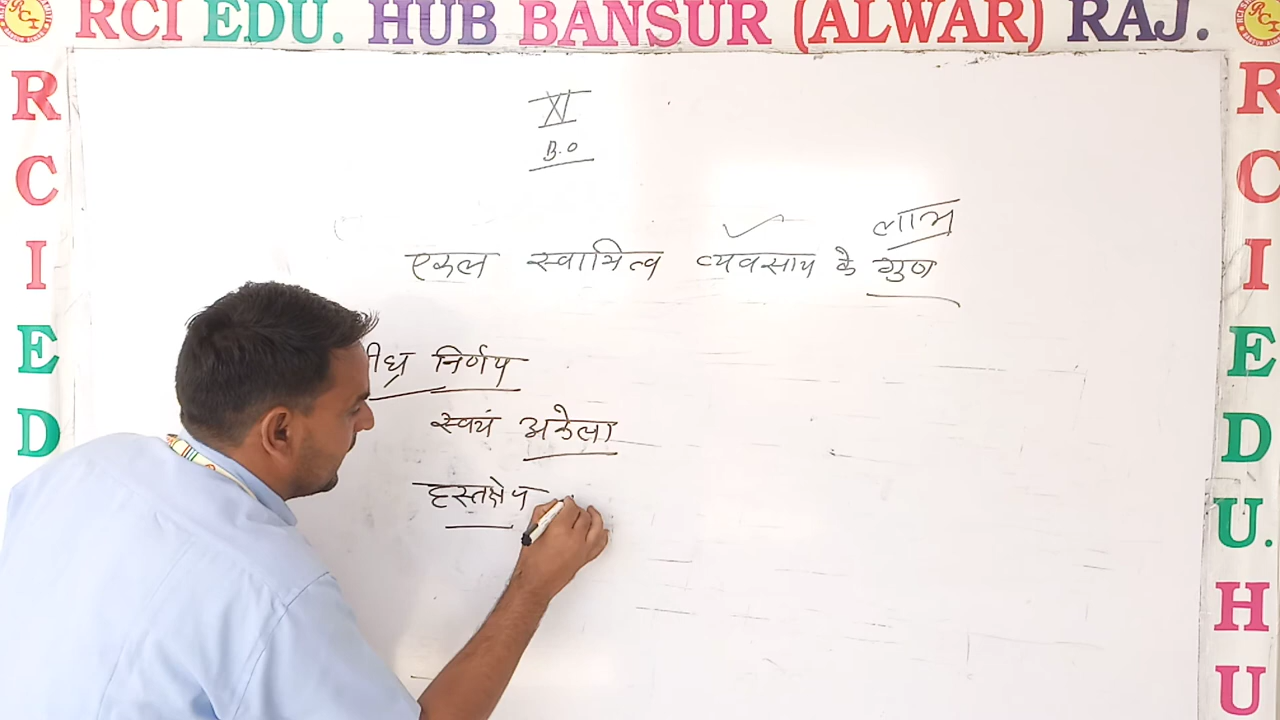 RCI EDU. HUB BANSUR (ALWAR) RAJ.
R C I E D
R C I E D U. H U
XI
B.O
लाभ
एकल स्वामित्व व्यवसाय के गुण
निर्णय
स्वयं अकेला
हस्तक्षेप